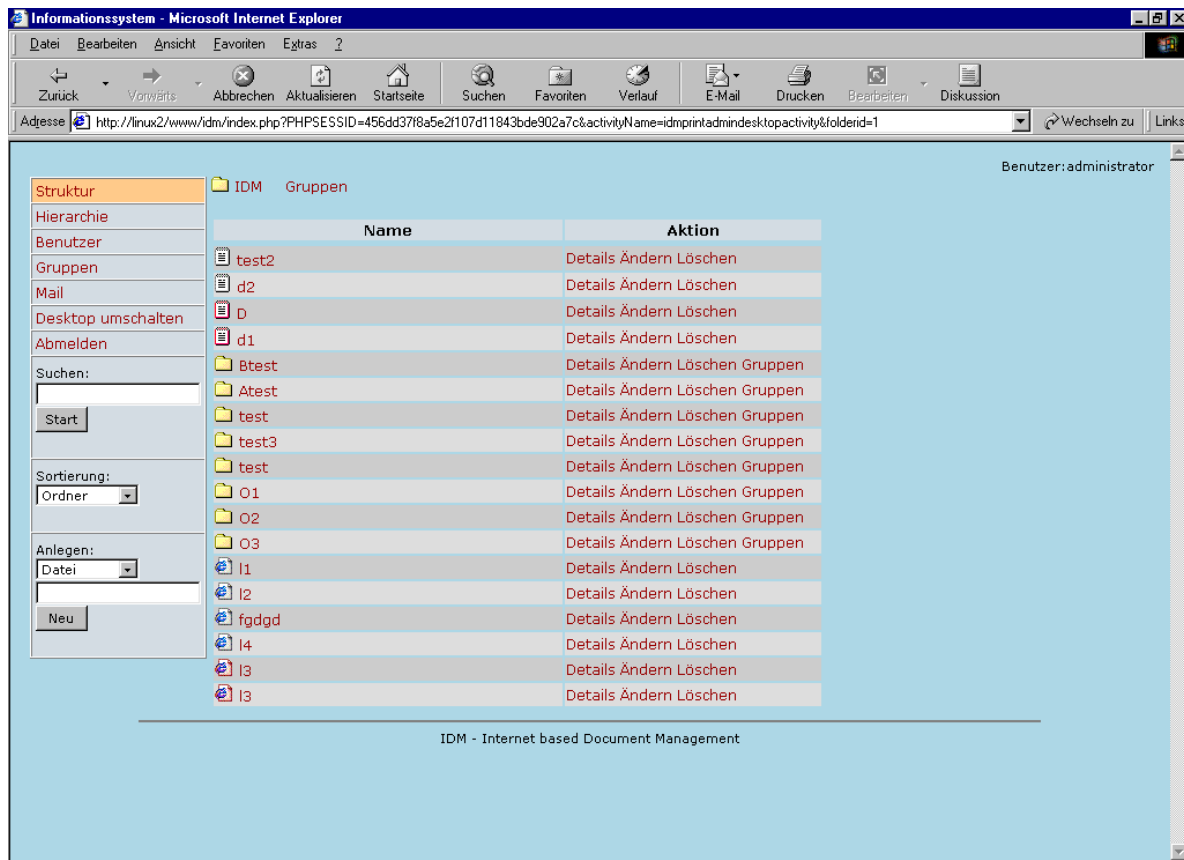 Informationssystem - Microsoft Internet Explorer
Datei Bearbeiten Ansicht Favoriten Extras ?
Zurück Vorwärts Abbrechen Aktualisieren Startseite Suchen Favoriten Verlauf E-Mail Drucken Bearbeiten Diskussion
Adresse http://linux2/www/idm/index.php?PHPSESSID=456dd37f8a5e2f107d11843bde902a7c&activityName=idmprintadmindesktopactivity&folderid=1 Wechseln zu Links
Benutzer:administrator
Struktur
Hierarchie
Benutzer
Gruppen
Mail
Desktop umschalten
Abmelden
Suchen:
Start
Sortierung:
Ordner
Anlegen:
Datei
Neu
IDM Gruppen
Name Aktion
test2 Details Ändern Löschen
d2 Details Ändern Löschen
D Details Ändern Löschen
d1 Details Ändern Löschen
Btest Details Ändern Löschen Gruppen
Atest Details Ändern Löschen Gruppen
test Details Ändern Löschen Gruppen
test3 Details Ändern Löschen Gruppen
test Details Ändern Löschen Gruppen
O1 Details Ändern Löschen Gruppen
O2 Details Ändern Löschen Gruppen
O3 Details Ändern Löschen Gruppen
l1 Details Ändern Löschen
l2 Details Ändern Löschen
fgdgd Details Ändern Löschen
l4 Details Ändern Löschen
l3 Details Ändern Löschen
l3 Details Ändern Löschen
IDM - Internet based Document Management